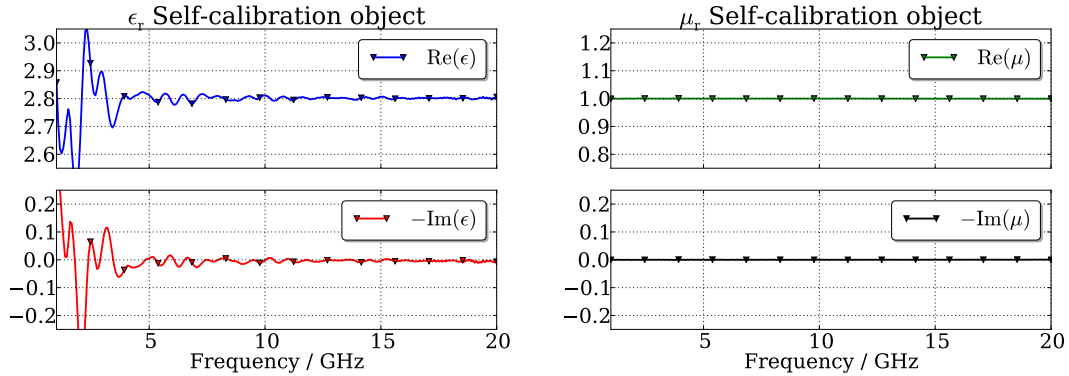 ϵr Self-calibration object
3.0
2.9
2.8
2.7
2.6
Re(ϵ)
0.2
0.1
0.0
−0.1
−0.2
−Im(ϵ)
5 10 15 20
Frequency / GHz
μr Self-calibration object
1.2
1.1
1.0
0.9
0.8
Re(μ)
0.2
0.1
0.0
−0.1
−0.2
−Im(μ)
5 10 15 20
Frequency / GHz